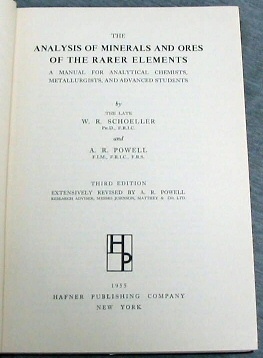 THE
ANALYSIS OF MINERALS AND ORES
OF THE RARER ELEMENTS
A MANUAL FOR ANALYTICAL CHEMISTS,
METALLURGISTS, AND ADVANCED STUDENTS
by
THE LATE
W. R. SCHOELLER
PH.D., F.R.I.C.
and
A. R. POWELL
F.I.M., F.R.I.C., F.R.S.
THIRD EDITION
EXTENSIVELY REVISED BY A. R. POWELL
RESEARCH ADVISER, JOHNSON, MATTHEY & CO. LTD.
HP
1955
HAFNER PUBLISHING COMPANY
NEW YORK